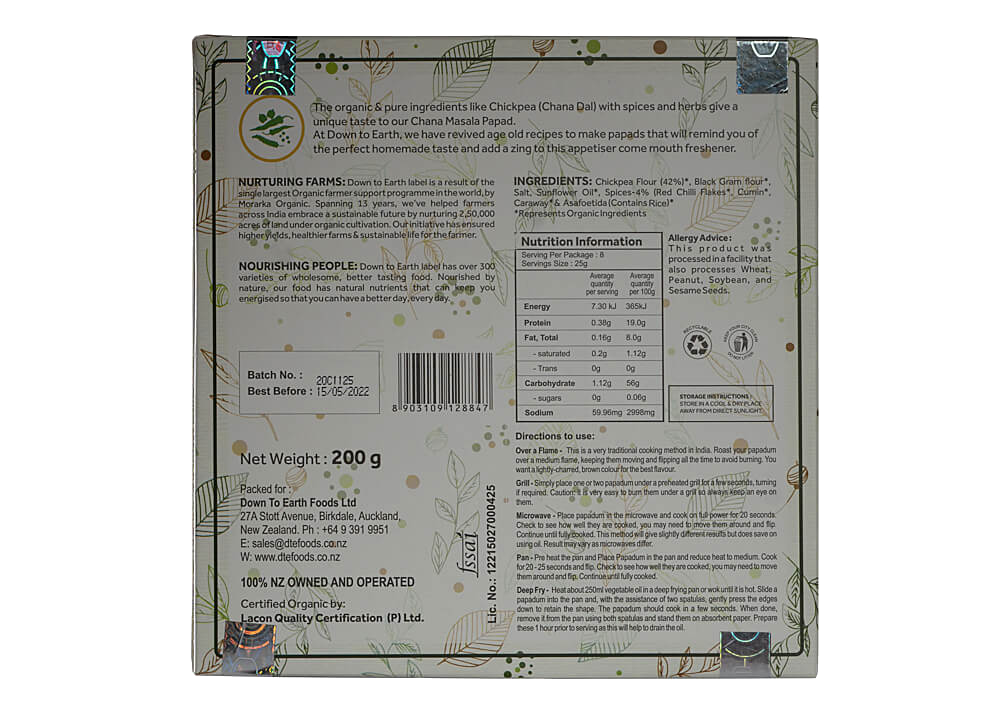 The organic & pure ingredients like Chickpea (Chana Dal) with spices and herbs give a
unique taste to our Chana Masala Papad.
At Down to Earth, we have revived age old recipes to make papads that will remind you of
the perfect homemade taste and add a zing to this appetiser come mouth freshener.
NURTURING FARMS: Down to Earth label is a result of the
single largest Organic farmer support programme in the world, by
Morarka Organic. Spanning 13 years, we've helped farmers
across India embrace a sustainable future by nurturing 2,50,000
acres of land under organic cultivation. Our initiative has ensured
higher yields, healthier farms & sustainable life for the farmer.
NOURISHING PEOPLE: Down to Earth label has over 300
varieties of wholesome, better tasting food. Nourished by
nature, our food has natural nutrients that can keep you
energised so that you can have a better day, every day.
Batch No. : 20C1125
Best Before : 15/05/2022
8 903109 128847
Net Weight : 200 g
Packed for :
Down To Earth Foods Ltd
27A Stott Avenue, Birkdale, Auckland,
New Zealand. Ph : +64 9 391 9951
E: sales@dtefoods.co.nz
W: www.dtefoods.co.nz
100% NZ OWNED AND OPERATED
Certified Organic by:
Lacon Quality Certification (P) Ltd.
fssai
Lic. No.: 12215027000425
INGREDIENTS: Chickpea Flour (42%)*, Black Gram flour*,
Salt, Sunflower Oil*, Spices-4% (Red Chilli Flakes*, Cumin*,
Caraway* & Asafoetida (Contains Rice)*
*Represents Organic Ingredients
Nutrition Information
Serving Per Package : 8
Servings Size : 25g
Average quantity per serving Average quantity per 100g
Energy 7.30 kJ 365kJ
Protein 0.38g 19.0g
Fat, Total 0.16g 8.0g
- saturated 0.2g 1.12g
- Trans 0g 0g
Carbohydrate 1.12g 56g
- sugars 0g 0.06g
Sodium 59.96mg 2998mg
Allergy Advice :
This product was
processed in a facility that
also processes Wheat,
Peanut, Soybean, and
Sesame Seeds.
RECYCLABLE
KEEP YOUR CITY CLEAN
DO NOT LITTER
STORAGE INSTRUCTIONS :
STORE IN A COOL & DRY PLACE
AWAY FROM DIRECT SUNLIGHT.
Directions to use:
Over a Flame - This is a very traditional cooking method in India. Roast your papadum
over a medium flame, keeping them moving and flipping all the time to avoid burning. You
want a lightly-charred, brown colour for the best flavour.
Grill - Simply place one or two papadum under a preheated grill for a few seconds, turning
if required. Caution: it is very easy to burn them under a grill so always keep an eye on
them.
Microwave - Place papadum in the microwave and cook on full power for 20 seconds.
Check to see how well they are cooked, you may need to move them around and flip.
Continue until fully cooked. This method will give slightly different results but does save on
using oil. Result may vary as microwaves differ.
Pan - Pre heat the pan and Place Papadum in the pan and reduce heat to medium. Cook
for 20 - 25 seconds and flip. Check to see how well they are cooked, you may need to move
them around and flip. Continue until fully cooked.
Deep Fry - Heat about 250ml vegetable oil in a deep frying pan or wok until it is hot. Slide a
papadum into the pan and, with the assistance of two spatulas, gently press the edges
down to retain the shape. The papadum should cook in a few seconds. When done,
remove it from the pan using both spatulas and stand them on absorbent paper. Prepare
these 1 hour prior to serving as this will help to drain the oil.